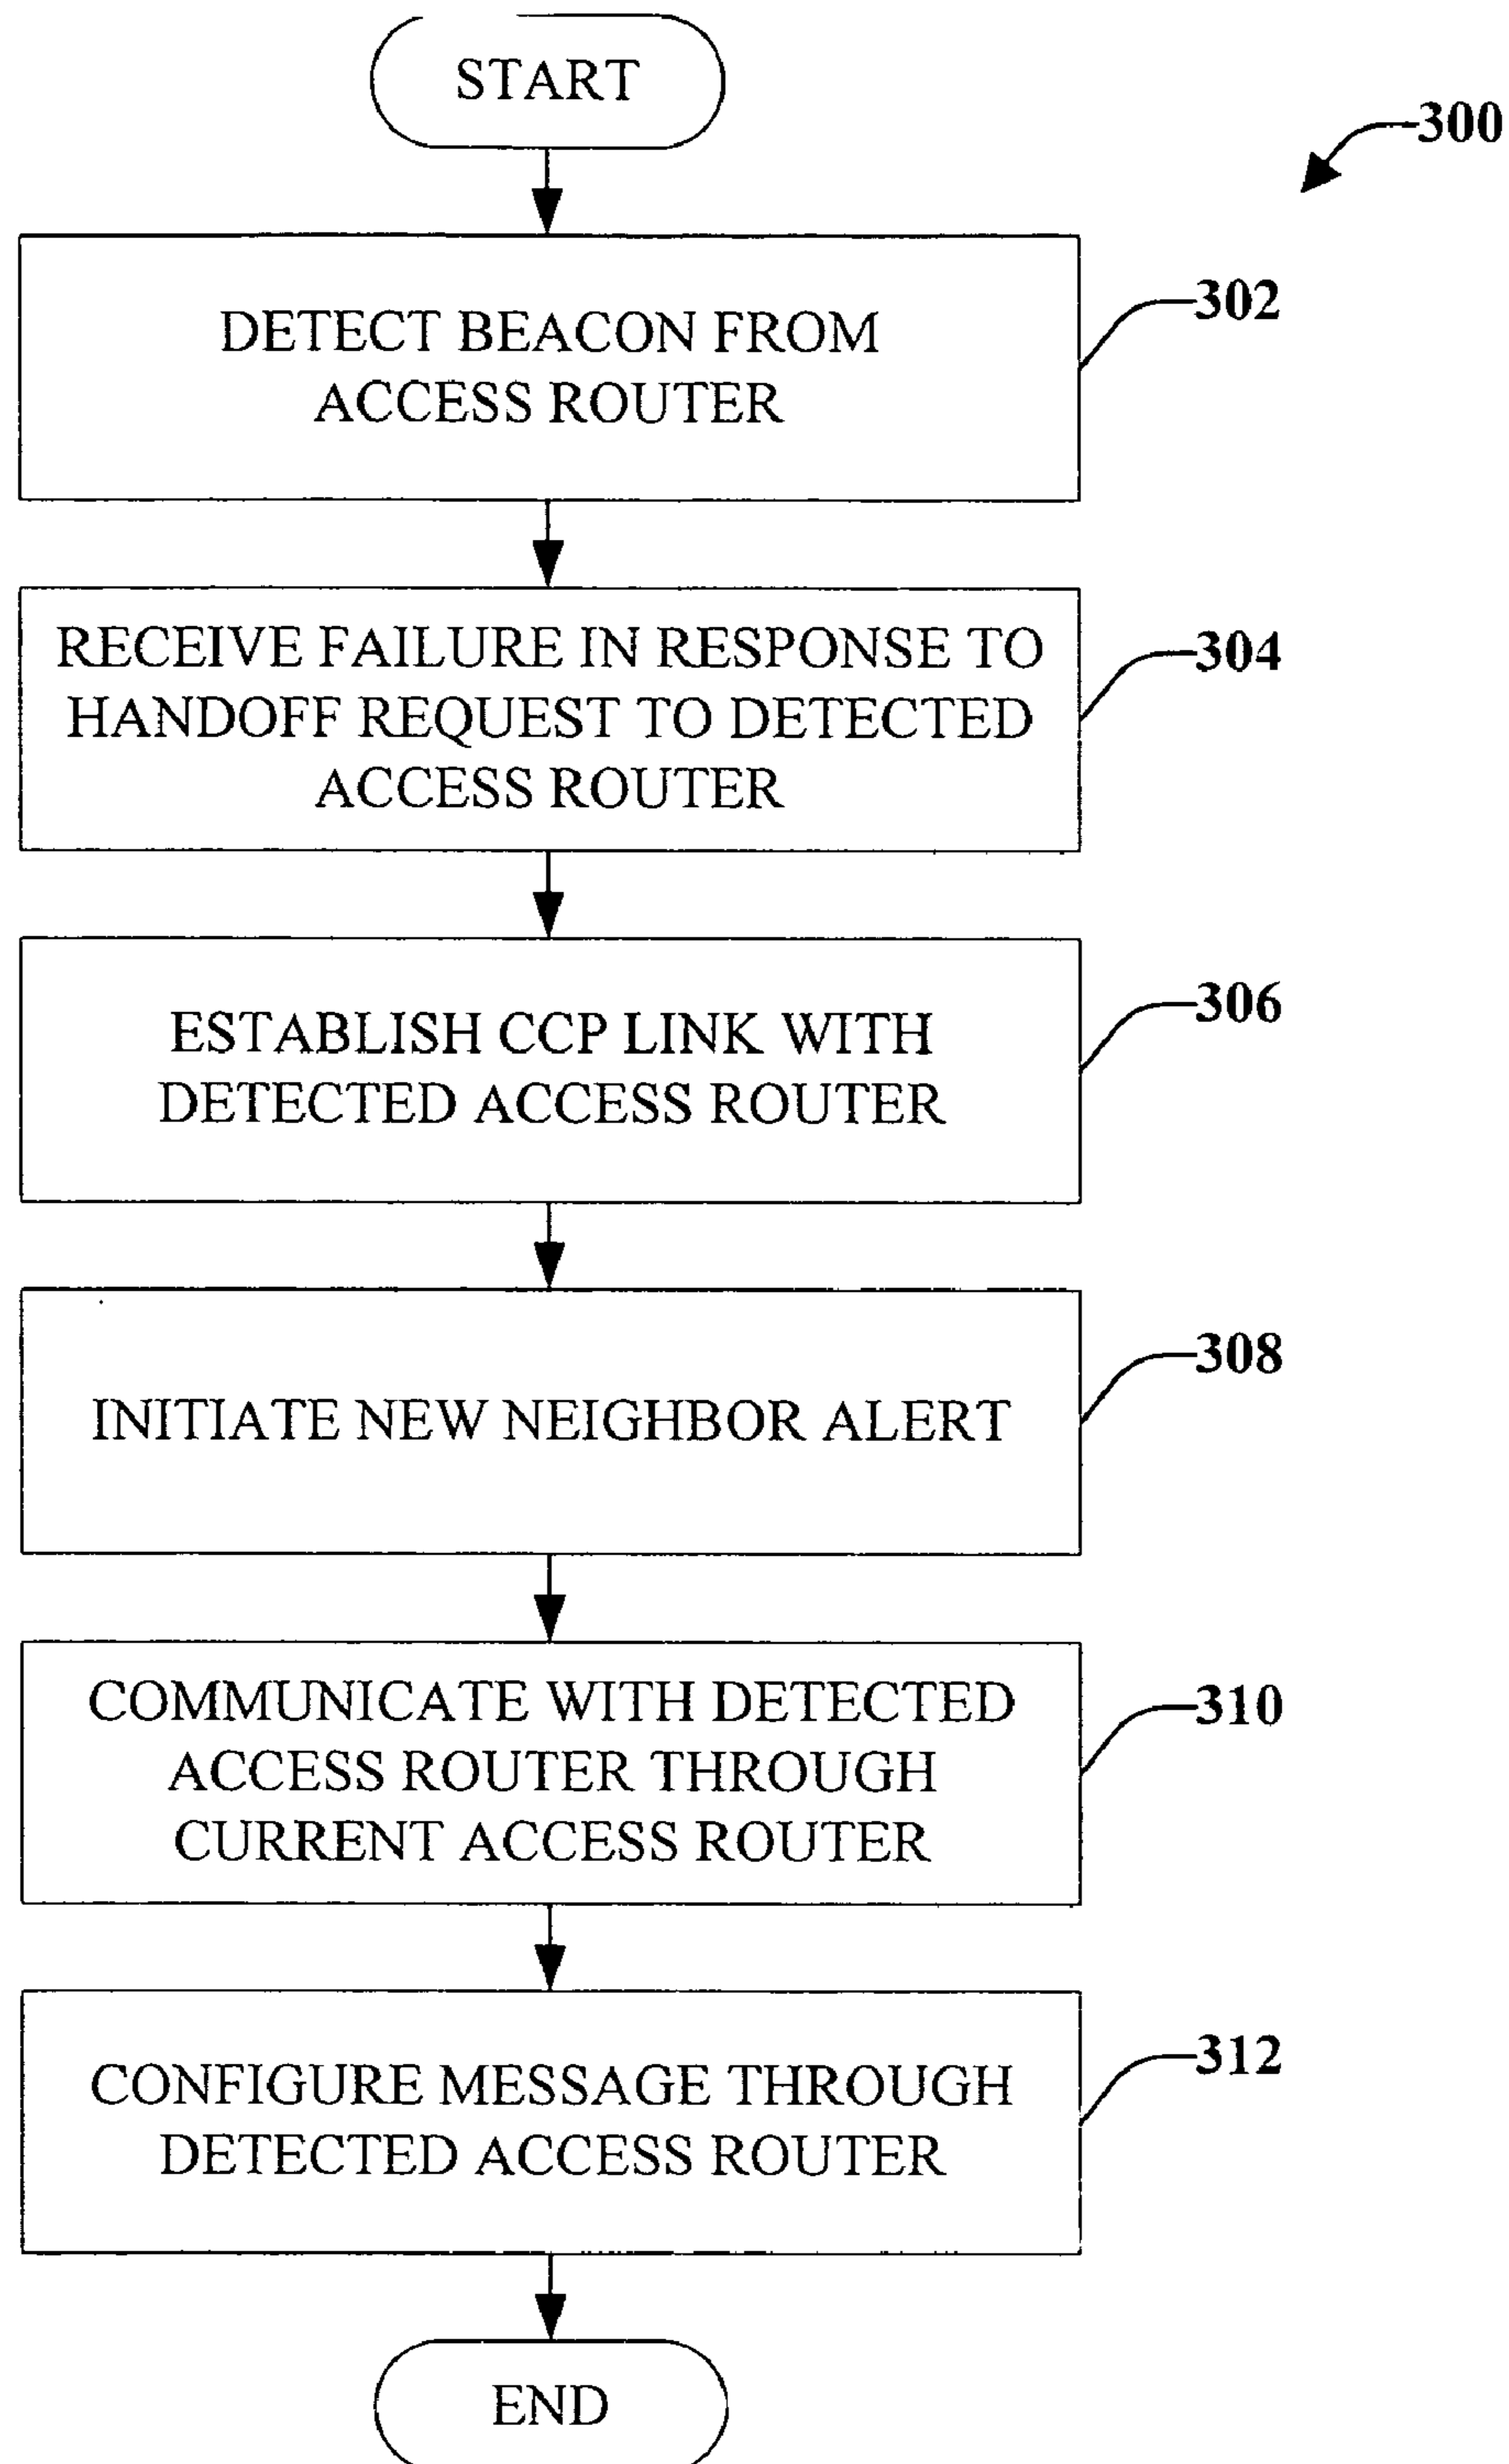 START
300
DETECT BEACON FROM
ACCESS ROUTER
302
RECEIVE FAILURE IN RESPONSE TO
HANDOFF REQUEST TO DETECTED
ACCESS ROUTER
304
ESTABLISH CCP LINK WITH
DETECTED ACCESS ROUTER
306
INITIATE NEW NEIGHBOR ALERT
308
COMMUNICATE WITH DETECTED
ACCESS ROUTER THROUGH
CURRENT ACCESS ROUTER
310
CONFIGURE MESSAGE THROUGH
DETECTED ACCESS ROUTER
312
END